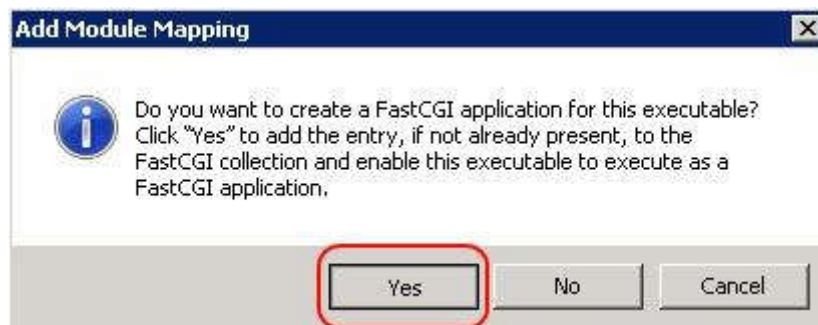 Add Module Mapping
Do you want to create a FastCGI application for this executable?
Click "Yes" to add the entry, if not already present, to the
FastCGI collection and enable this executable to execute as a
FastCGI application.
Yes No Cancel